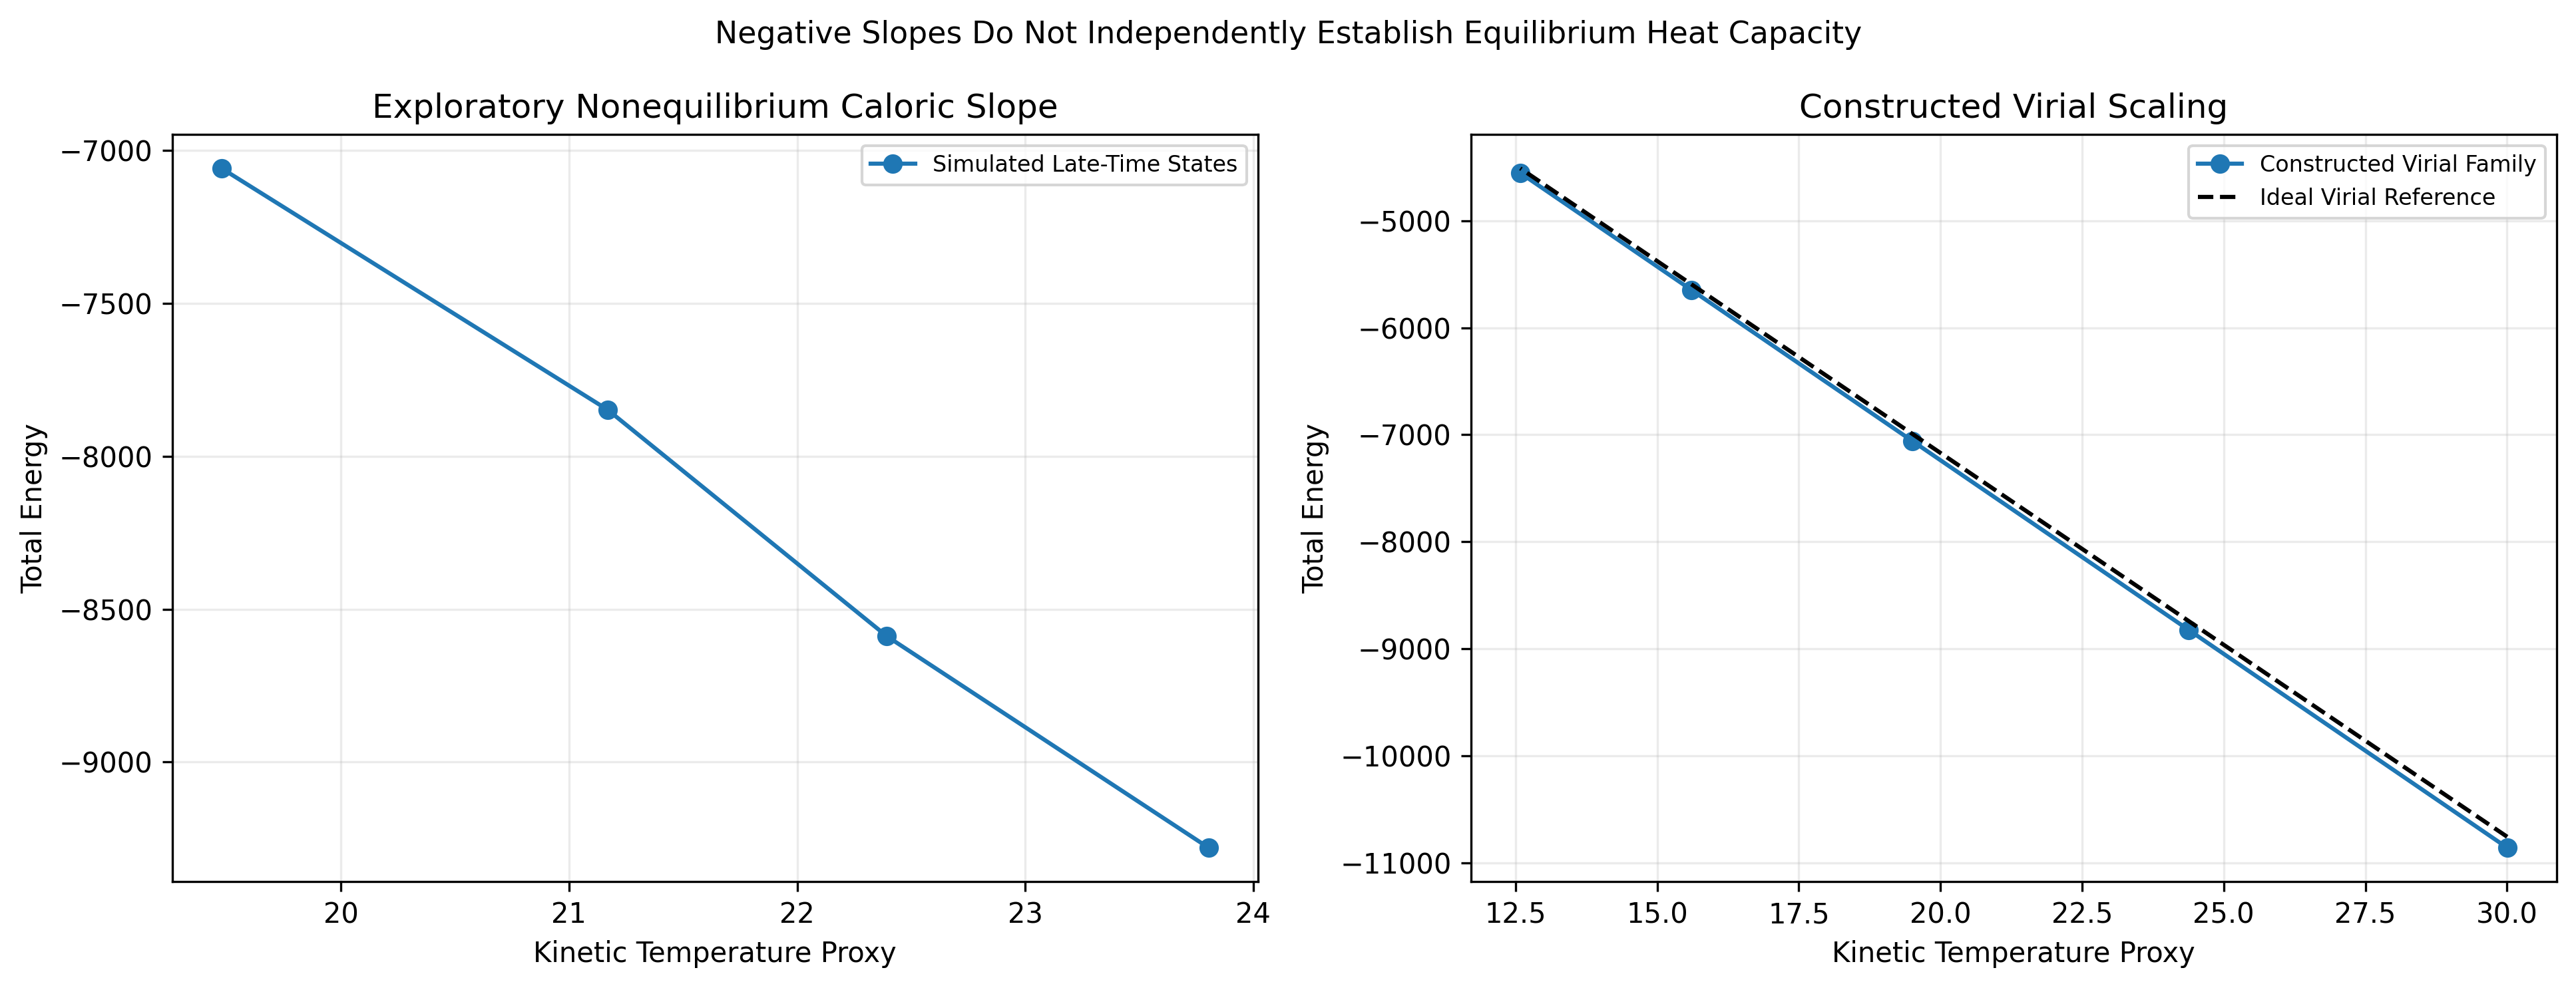 Negative Slopes Do Not Independently Establish Equilibrium Heat Capacity
Exploratory Nonequilibrium Caloric Slope
Simulated Late-Time States
Total Energy
−7000
−7500
−8000
−8500
−9000
20
21
22
23
24
Kinetic Temperature Proxy
Constructed Virial Scaling
Constructed Virial Family
Ideal Virial Reference
Total Energy
−5000
−6000
−7000
−8000
−9000
−10000
−11000
12.5
15.0
17.5
20.0
22.5
25.0
27.5
30.0
Kinetic Temperature Proxy